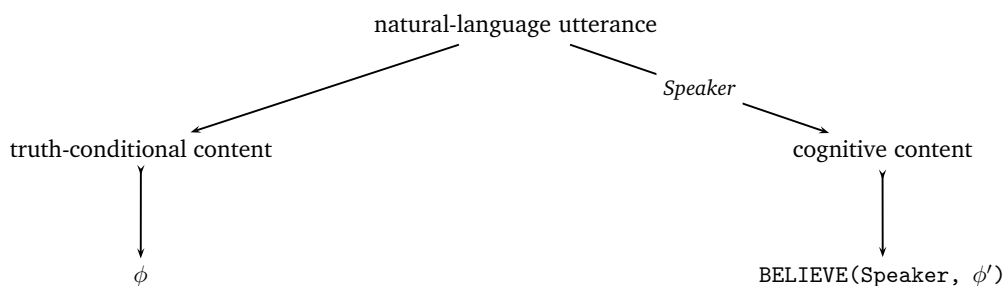 natural-language utterance
Speaker
truth-conditional content cognitive content
ϕ BELIEVE(Speaker, ϕ′)